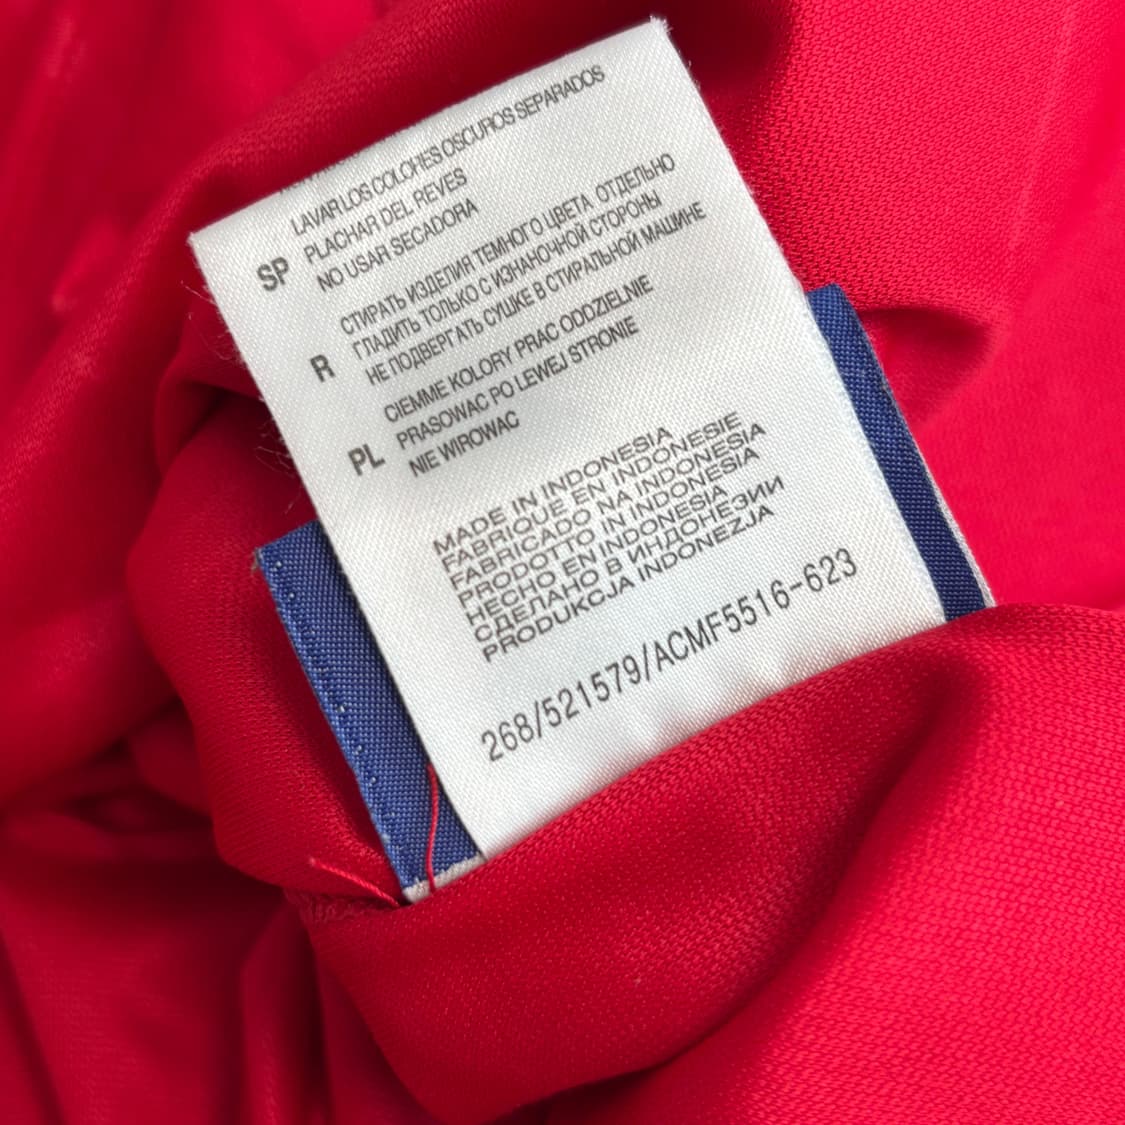 LAVAR LOS COLORES OSCUROS SEPARADOS
SP PLACHAR DEL REVES
NO USAR SECADORA
СТИРАТЬ ИЗДЕЛИЯ ТЕМНОГО ЦВЕТА ОТДЕЛЬНО
R ГЛАДИТЬ ТОЛЬКО С ИЗНАНОЧНОЙ СТОРОНЫ
НЕ ПОДВЕРГАТЬ СУШКЕ В СТИРАЛЬНОЙ МАШИНЕ
CIEMME KOLORY PRAC ODDZIELNIE
PL PRASOWAC PO LEWEJ STRONIE
NIE WIROWAC
MADE IN INDONESIA
FABRIQUE EN INDONESIE
FABRICADO NA INDONESIA
PRODOTTO IN INDONESIA
HECHO EN INDONESIA
СДЕЛАНО В ИНДОНЕЗИИ
PRODUKCJA INDONEZJA
268/521579/ACMF5516-623